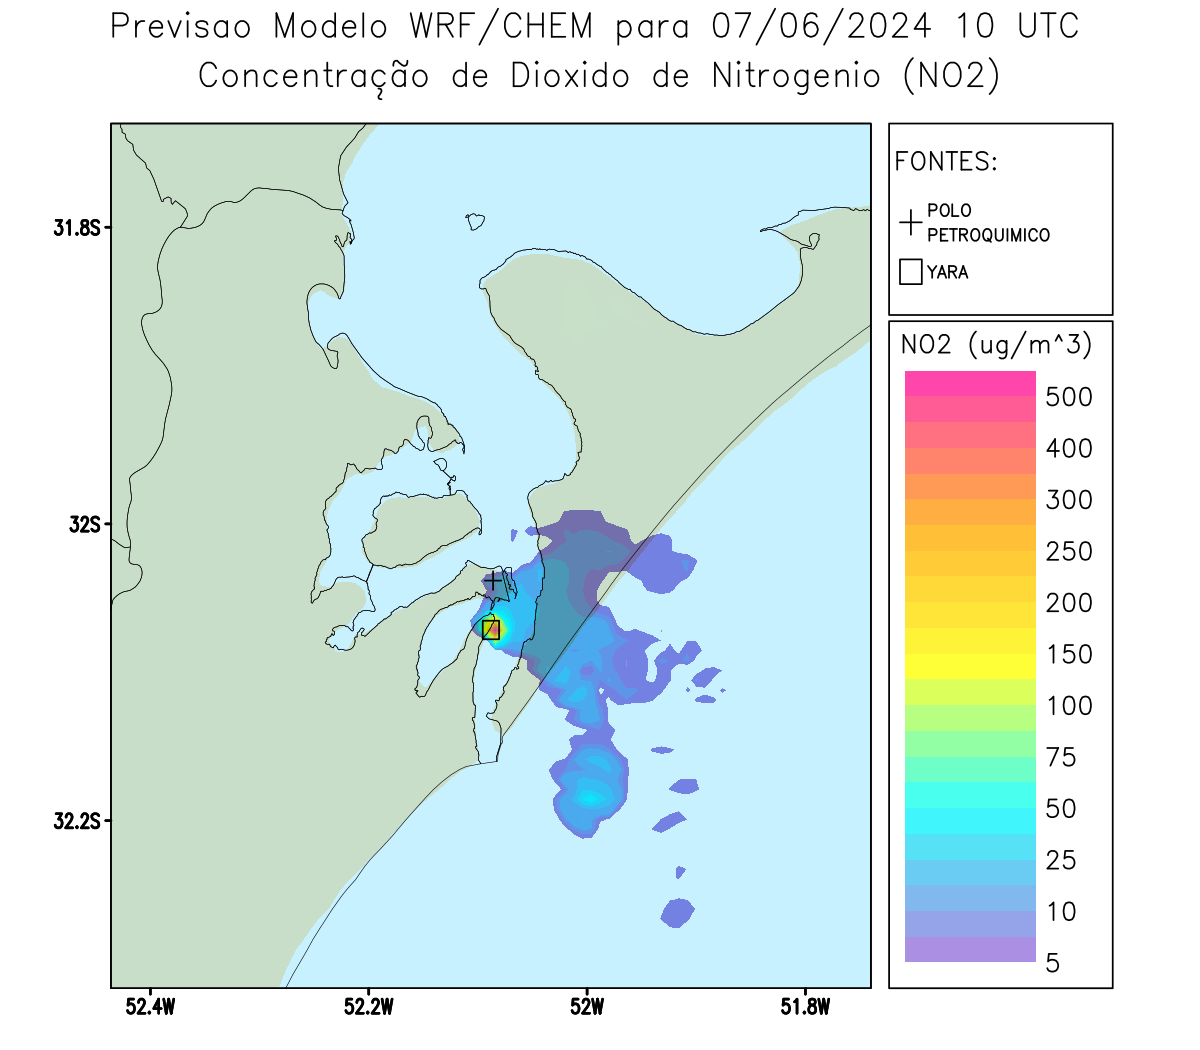 Previsao Modelo WRF/CHEM para 07/06/2024 10 UTC
Concentração de Dioxido de Nitrogenio (NO2)
FONTES:
POLO
PETROQUIMICO
YARA
NO2 (ug/m^3)
500
400
300
250
200
150
100
75
50
25
10
5
31.8S
32S
32.2S
52.4W
52.2W
52W
51.8W